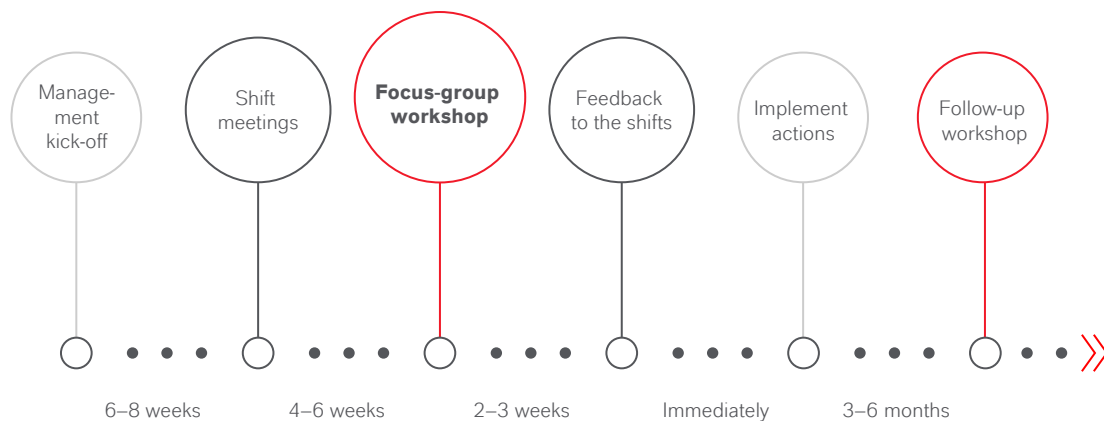 Manage-
ment
kick-off
Shift
meetings
Focus-group
workshop
Feedback
to the shifts
Implement
actions
Follow-up
workshop
6–8 weeks
4–6 weeks
2–3 weeks
Immediately
3–6 months